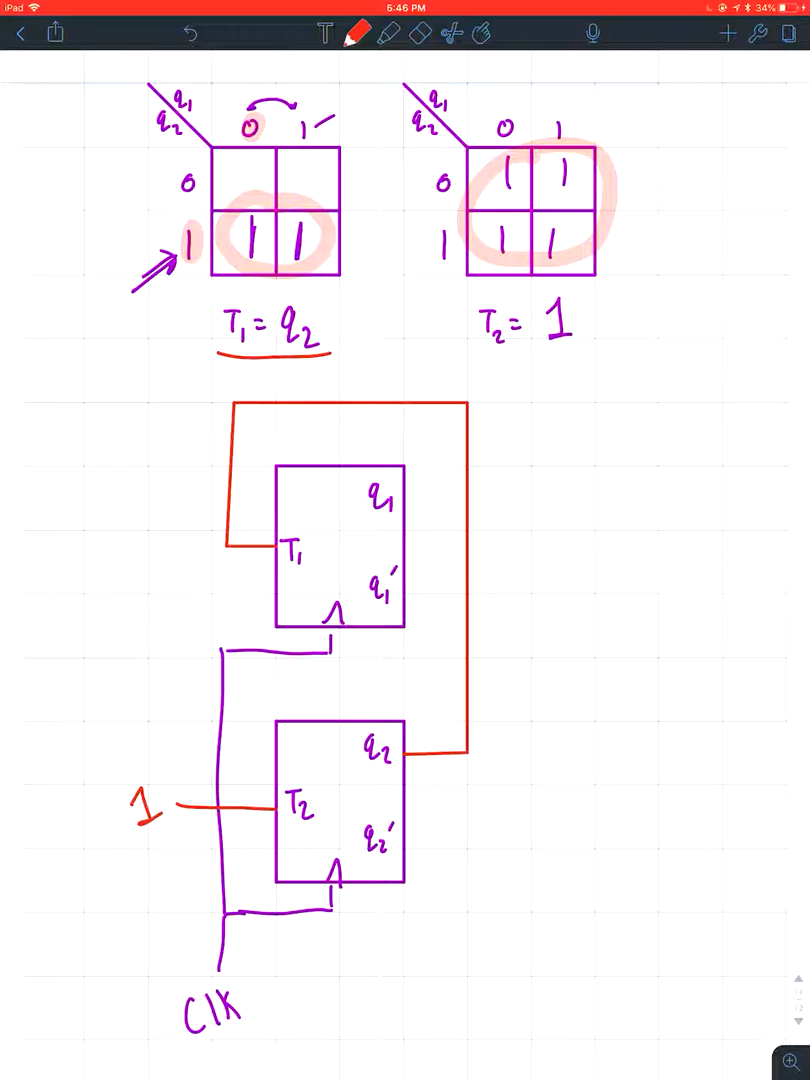 iPad 5:46 PM 34%
T
q₁ q₁
q₂ 0 1 q₂ 0 1
0 0 1 1
1 1 1 1 1 1
T₁ = q₂ T₂ = 1
q₁
T₁
q₁′
q₂
1 T₂
q₂′
Clk